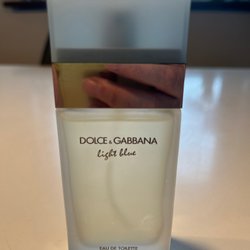 DOLCE & GABBANA
light blue
EAU DE TOILETTE